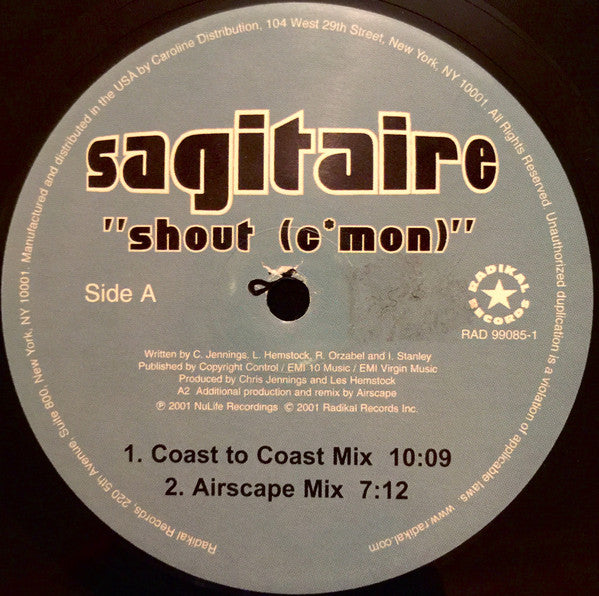 sagitaire
"shout (c*mon)"
Side A
RADIKAL RECORDS
RAD 99085-1
Written by C. Jennings, L. Hemstock, R. Orzabel and I. Stanley
Published by Copyright Control / EMI 10 Music / EMI Virgin Music
Produced by Chris Jennings and Les Hemstock
A2  Additional production and remix by Airscape
℗ 2001 NuLife Recordings  © 2001 Radikal Records Inc.
1. Coast to Coast Mix  10:09
2. Airscape Mix  7:12
Radikal Records, 220 5th Avenue, Suite 800, New York, NY 10001. Manufactured and distributed in the USA by Caroline Distribution, 104 West 29th Street, New York, NY 10001. All Rights Reserved. Unauthorized duplication is a violation of applicable laws. www.radikal.com